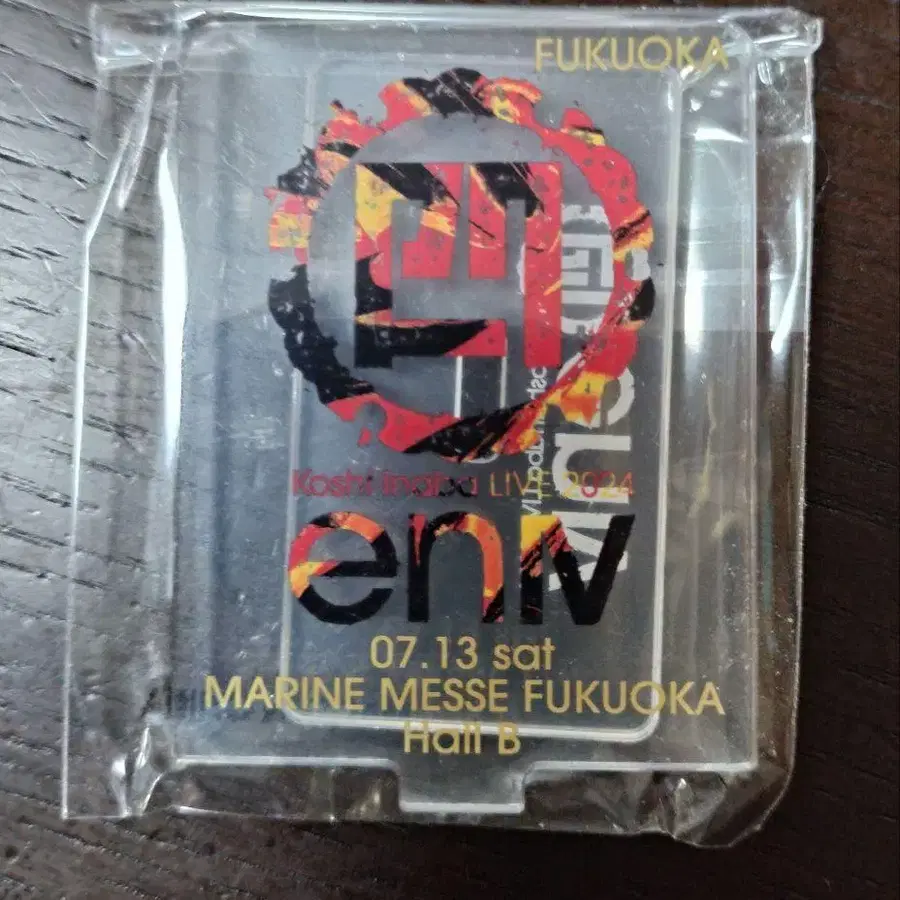 FUKUOKA
Koshi Inaba LIVE 2024
enIV
07.13 sat
MARINE MESSE FUKUOKA
Hall B